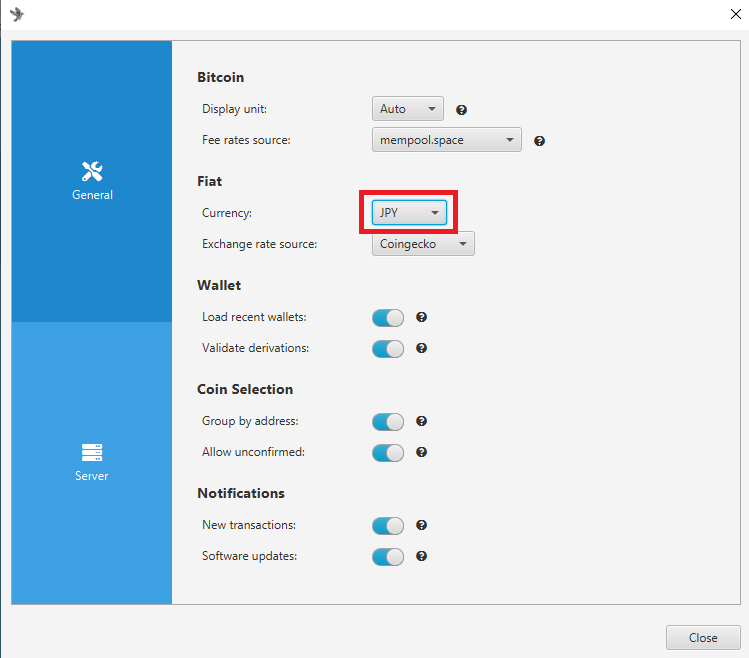 General
Server
Bitcoin
Display unit: Auto
Fee rates source: mempool.space
Fiat
Currency: JPY
Exchange rate source: Coingecko
Wallet
Load recent wallets:
Validate derivations:
Coin Selection
Group by address:
Allow unconfirmed:
Notifications
New transactions:
Software updates:
Close